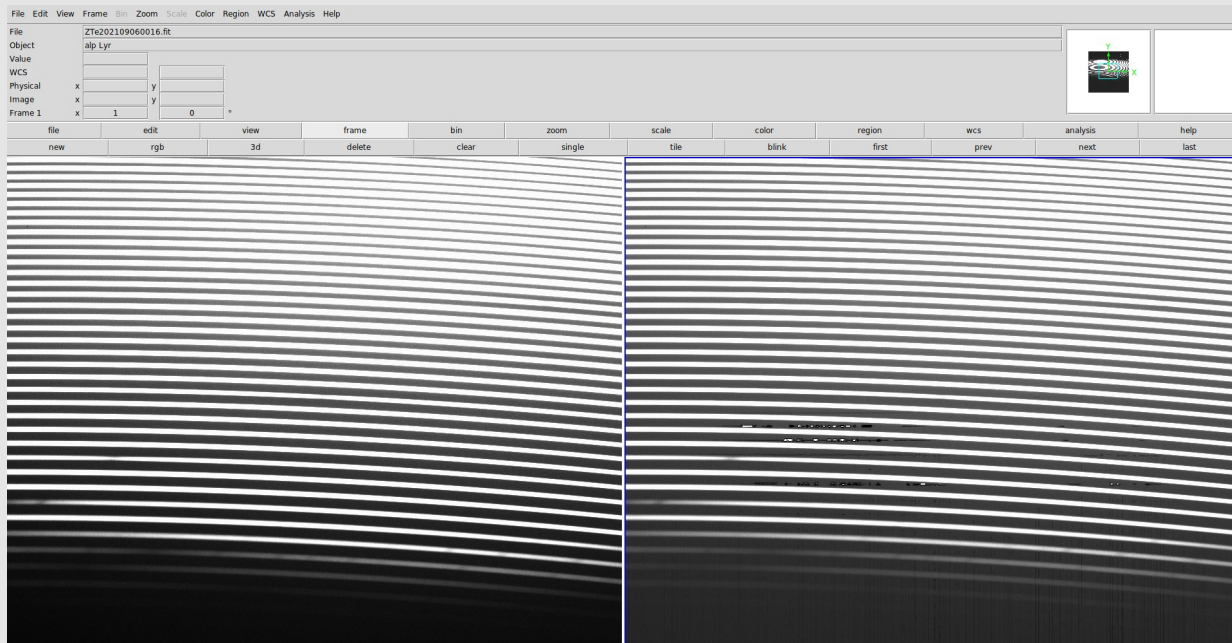 File Edit View Frame Bin Zoom Scale Color Region WCS Analysis Help
File ZTe202109060016.fit
Object alp Lyr
Value
WCS
Physical x y
Image x y
Frame 1 x 1 0 °
Y
X
file edit view frame bin zoom scale color region wcs analysis help
new rgb 3d delete clear single tile blink first prev next last